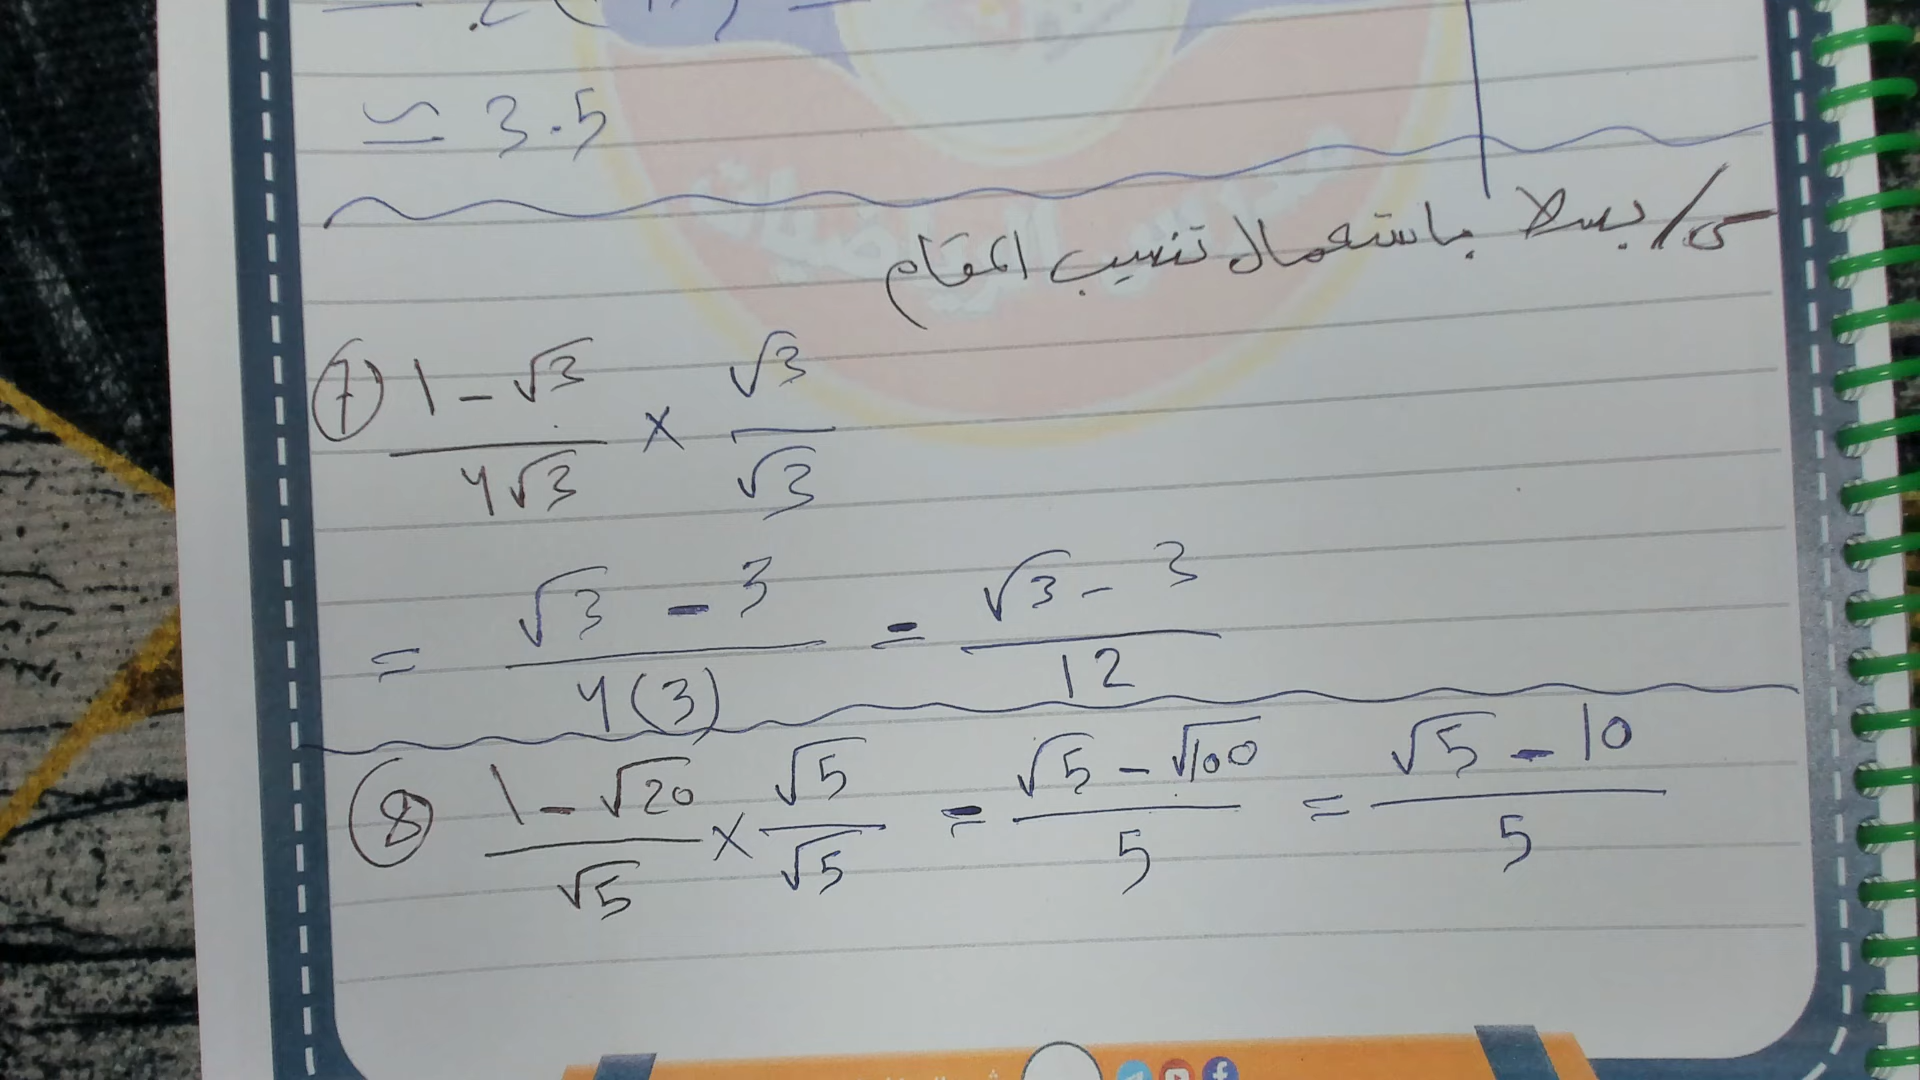 ≃ 3.5
س/ بسط باستعمال تنسيب المقام
⑦ (1 - √3)/(4√3) × √3/√3
= (√3 - 3)/(4(3)) = (√3 - 3)/12
⑧ (1 - √20)/√5 × √5/√5 = (√5 - √100)/5 = (√5 - 10)/5